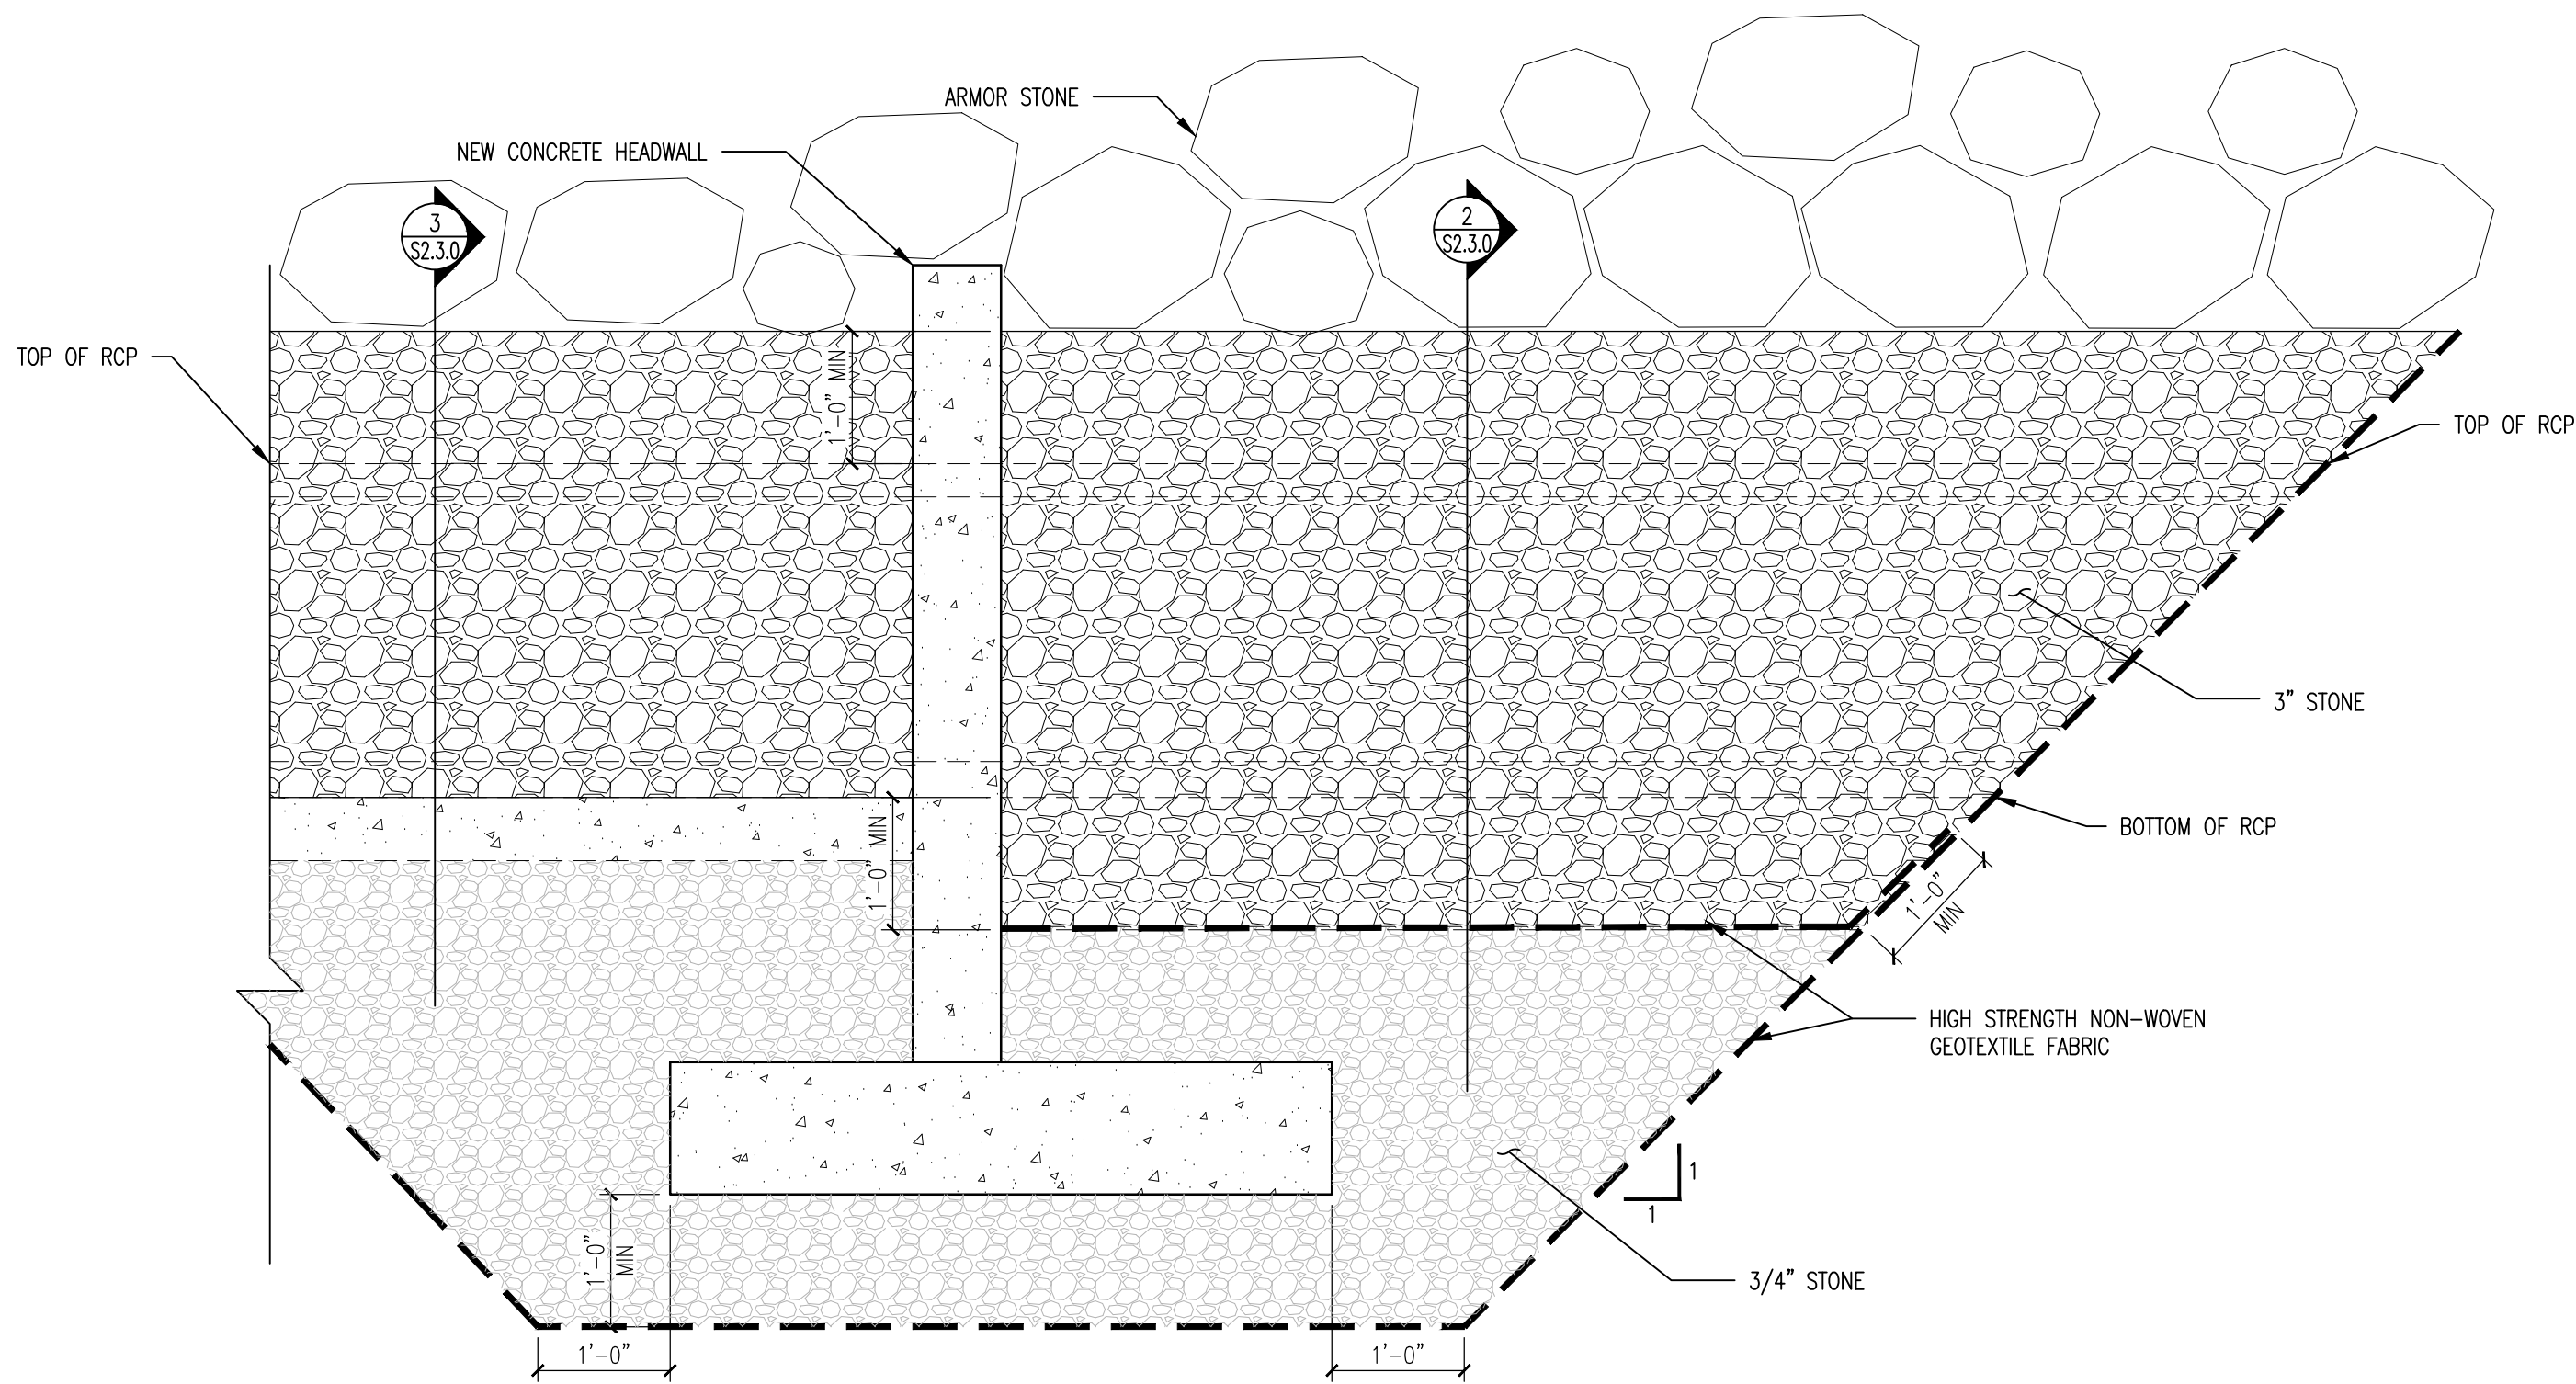 ARMOR STONE
NEW CONCRETE HEADWALL
3
S2.3.0
2
S2.3.0
TOP OF RCP
1'-0" MIN
TOP OF RCP
3" STONE
1'-0" MIN
BOTTOM OF RCP
1'-0"
MIN
HIGH STRENGTH NON-WOVEN
GEOTEXTILE FABRIC
1
1
1'-0"
MIN
3/4" STONE
1'-0"
1'-0"